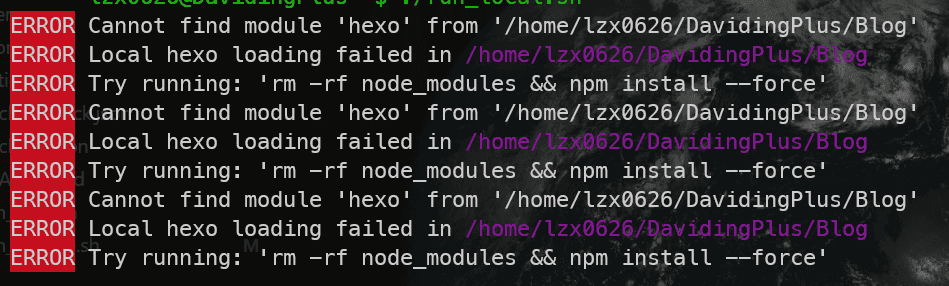 lzx0626@DavidingPlus ~$ ./run_local.sh
ERROR Cannot find module 'hexo' from '/home/lzx0626/DavidingPlus/Blog'
ERROR Local hexo loading failed in /home/lzx0626/DavidingPlus/Blog
ERROR Try running: 'rm -rf node_modules && npm install --force'
ERROR Cannot find module 'hexo' from '/home/lzx0626/DavidingPlus/Blog'
ERROR Local hexo loading failed in /home/lzx0626/DavidingPlus/Blog
ERROR Try running: 'rm -rf node_modules && npm install --force'
ERROR Cannot find module 'hexo' from '/home/lzx0626/DavidingPlus/Blog'
ERROR Local hexo loading failed in /home/lzx0626/DavidingPlus/Blog
ERROR Try running: 'rm -rf node_modules && npm install --force'